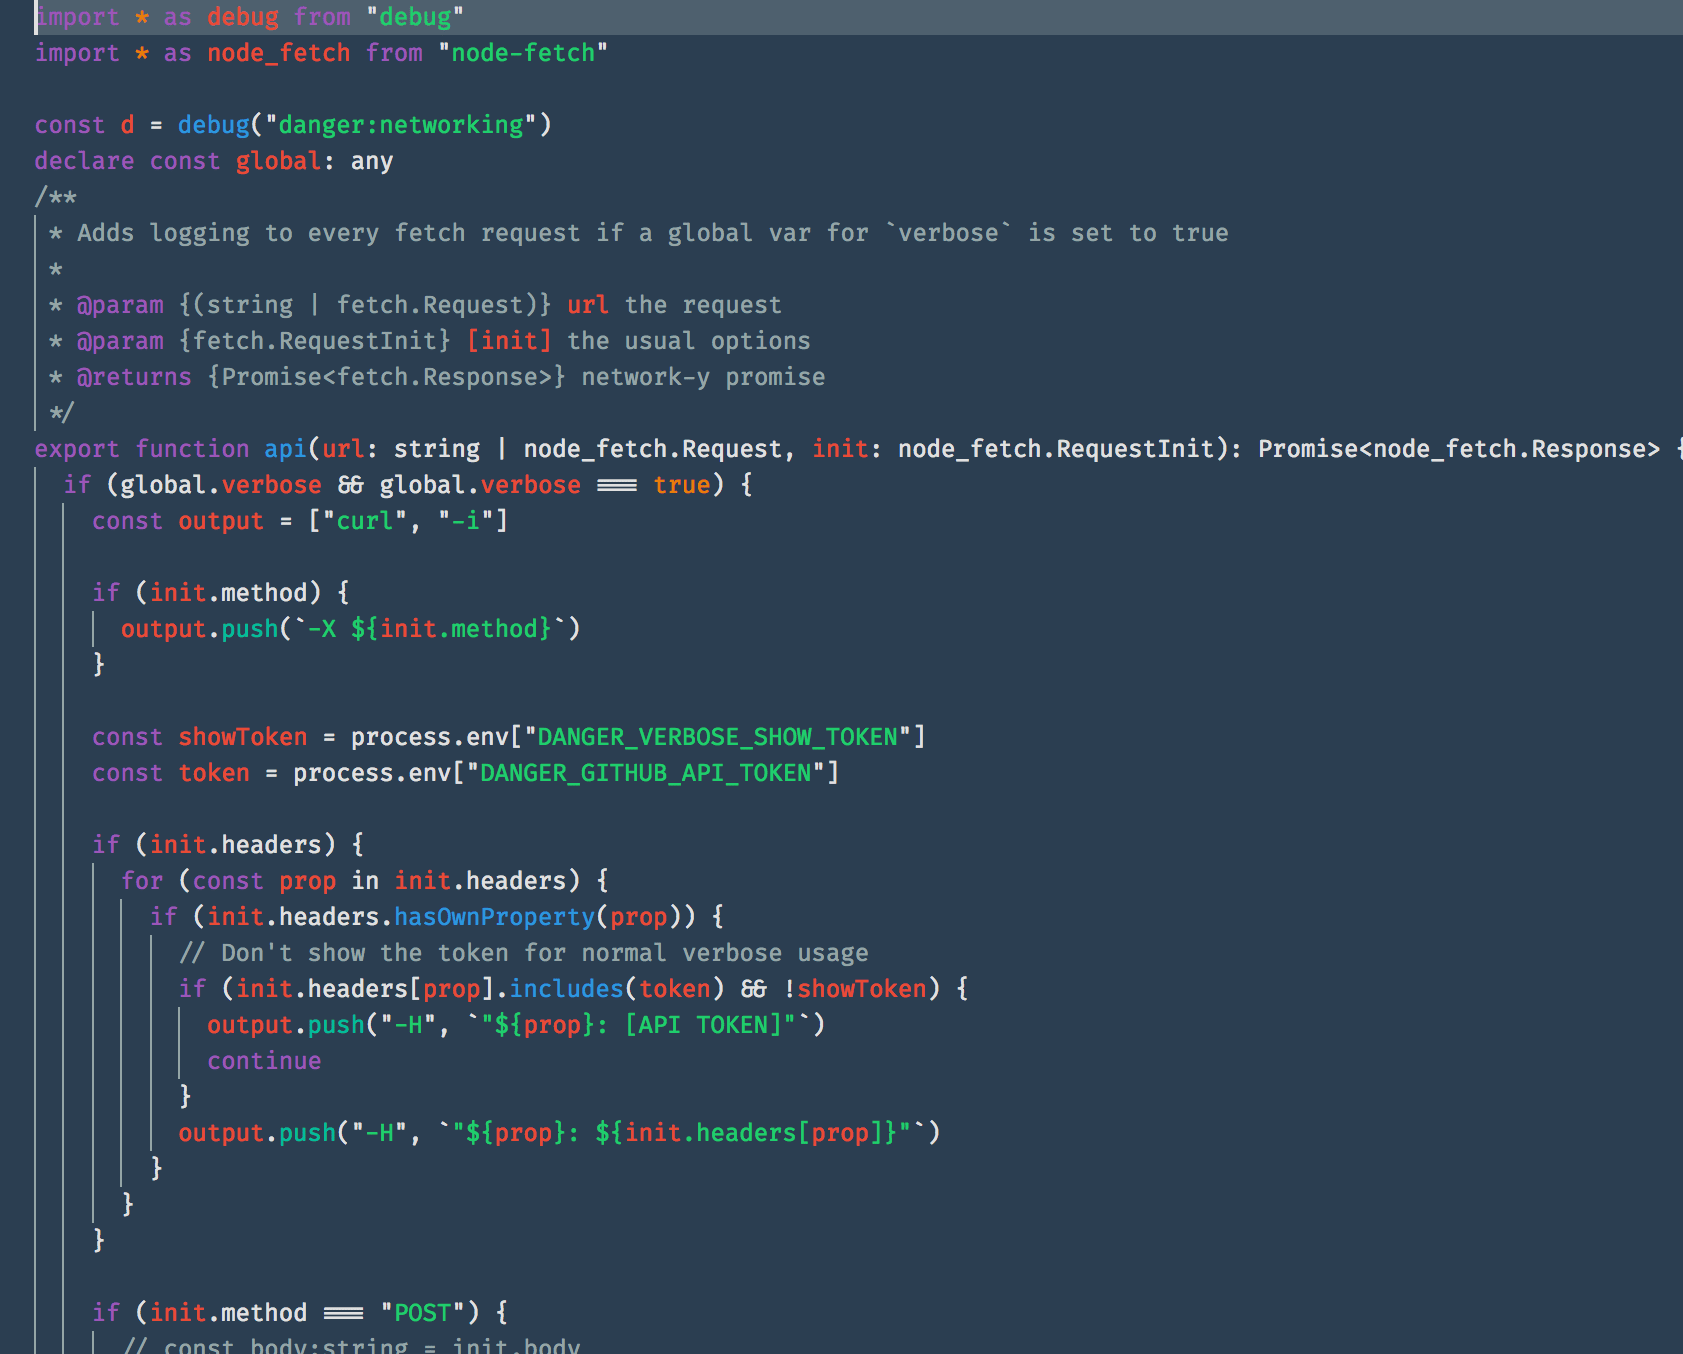 import * as debug from "debug"
import * as node_fetch from "node-fetch"
const d = debug("danger:networking")
declare const global: any
/**
* Adds logging to every fetch request if a global var for `verbose` is set to true
*
* @param {(string | fetch.Request)} url the request
* @param {fetch.RequestInit} [init] the usual options
* @returns {Promise<fetch.Response>} network-y promise
*/
export function api(url: string | node_fetch.Request, init: node_fetch.RequestInit): Promise<node_fetch.Response> {
if (global.verbose && global.verbose === true) {
const output = ["curl", "-i"]
if (init.method) {
output.push(`-X ${init.method}`)
}
const showToken = process.env["DANGER_VERBOSE_SHOW_TOKEN"]
const token = process.env["DANGER_GITHUB_API_TOKEN"]
if (init.headers) {
for (const prop in init.headers) {
if (init.headers.hasOwnProperty(prop)) {
// Don't show the token for normal verbose usage
if (init.headers[prop].includes(token) && !showToken) {
output.push("-H", `"${prop}: [API TOKEN]"`)
continue
}
output.push("-H", `"${prop}: ${init.headers[prop]}"`)
}
}
}
if (init.method === "POST") {
// const body:string = init.body